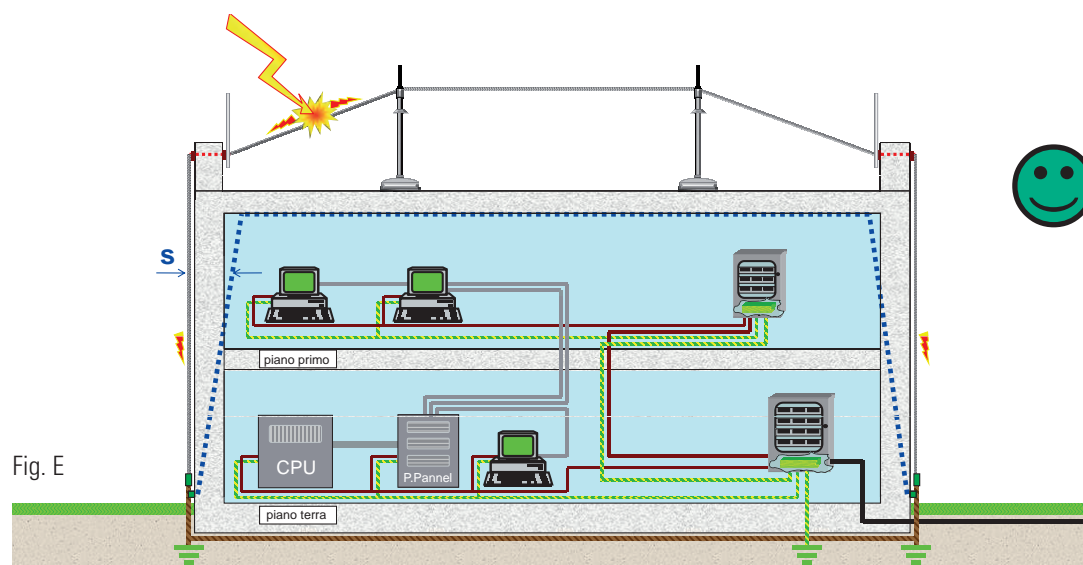 s
piano primo
CPU
P.Pannel
Fig. E
piano terra